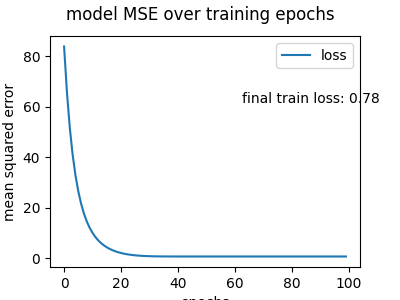 model MSE over training epochs
80
60
40
20
0
mean squared error
loss
final train loss: 0.78
0 20 40 60 80 100
epochs